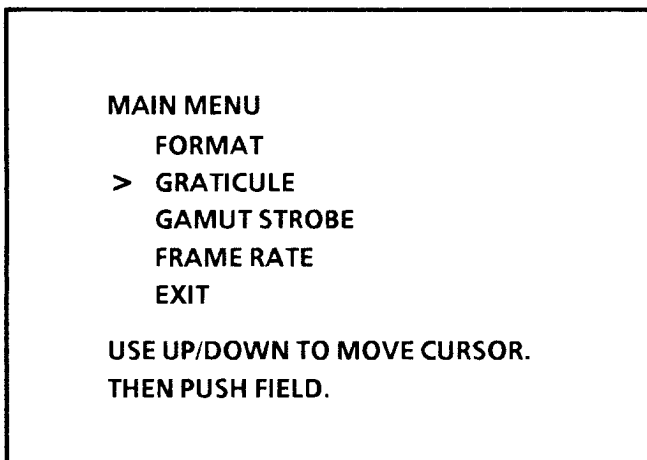 MAIN MENU
FORMAT
> GRATICULE
GAMUT STROBE
FRAME RATE
EXIT
USE UP/DOWN TO MOVE CURSOR.
THEN PUSH FIELD.